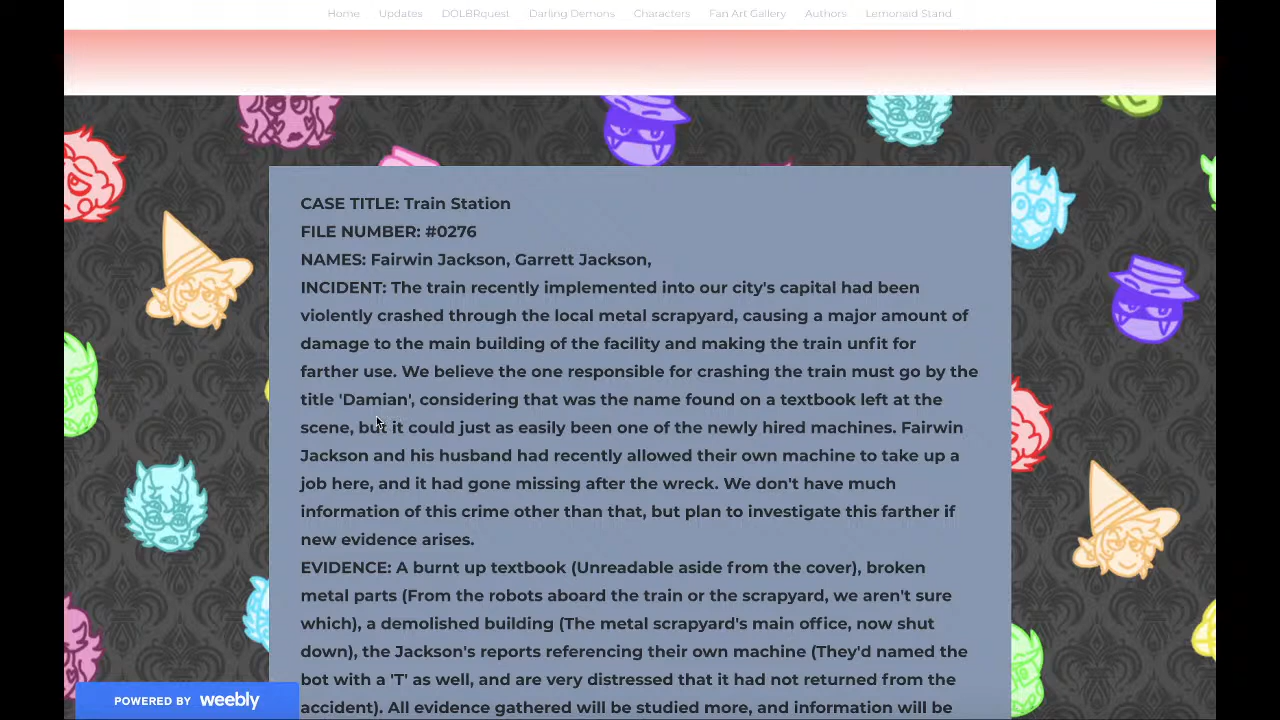 Home Updates DOLBRquest Darling Demons Characters Fan Art Gallery Authors Lemonaid Stand
CASE TITLE: Train Station
FILE NUMBER: #0276
NAMES: Fairwin Jackson, Garrett Jackson,
INCIDENT: The train recently implemented into our city's capital had been
violently crashed through the local metal scrapyard, causing a major amount of
damage to the main building of the facility and making the train unfit for
farther use. We believe the one responsible for crashing the train must go by the
title 'Damian', considering that was the name found on a textbook left at the
scene, but it could just as easily been one of the newly hired machines. Fairwin
Jackson and his husband had recently allowed their own machine to take up a
job here, and it had gone missing after the wreck. We don't have much
information of this crime other than that, but plan to investigate this farther if
new evidence arises.
EVIDENCE: A burnt up textbook (Unreadable aside from the cover), broken
metal parts (From the robots aboard the train or the scrapyard, we aren't sure
which), a demolished building (The metal scrapyard's main office, now shut
down), the Jackson's reports referencing their own machine (They'd named the
bot with a 'T' as well, and are very distressed that it had not returned from the
accident). All evidence gathered will be studied more, and information will be
POWERED BY weebly